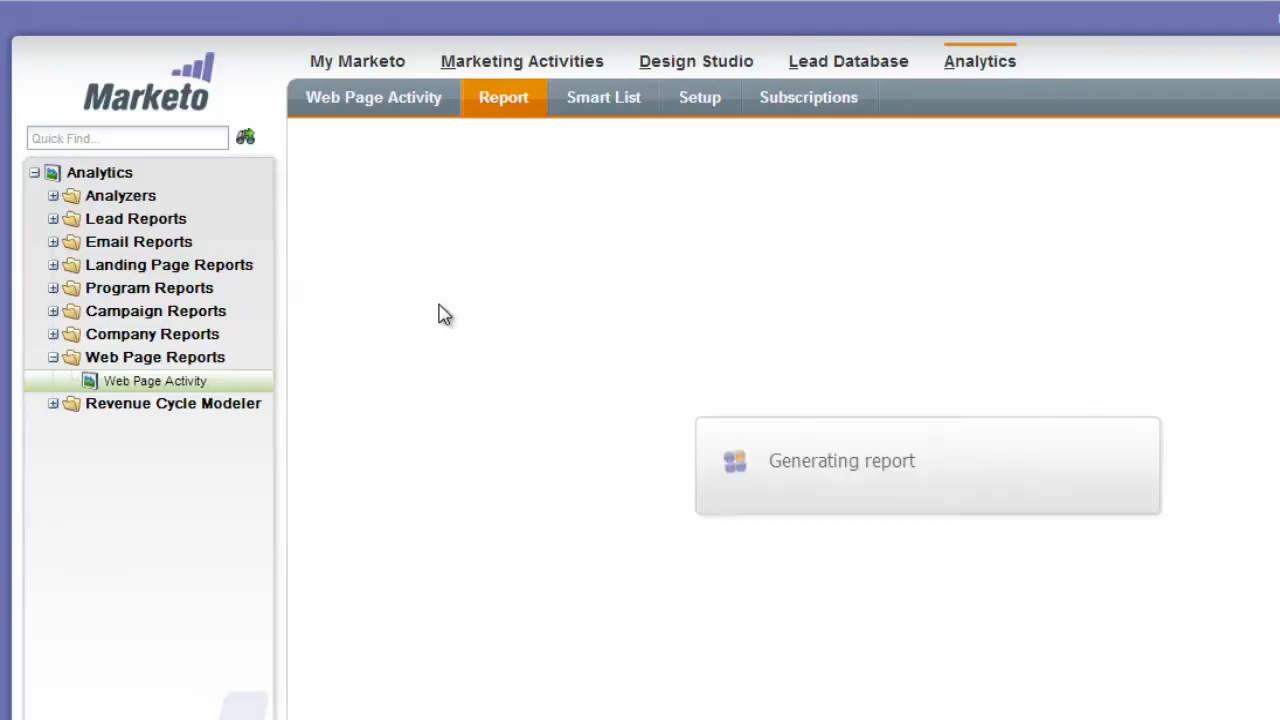 Marketo
My Marketo Marketing Activities Design Studio Lead Database Analytics
Web Page Activity Report Smart List Setup Subscriptions
Quick Find...
Analytics
Analyzers
Lead Reports
Email Reports
Landing Page Reports
Program Reports
Campaign Reports
Company Reports
Web Page Reports
Web Page Activity
Revenue Cycle Modeler
Generating report